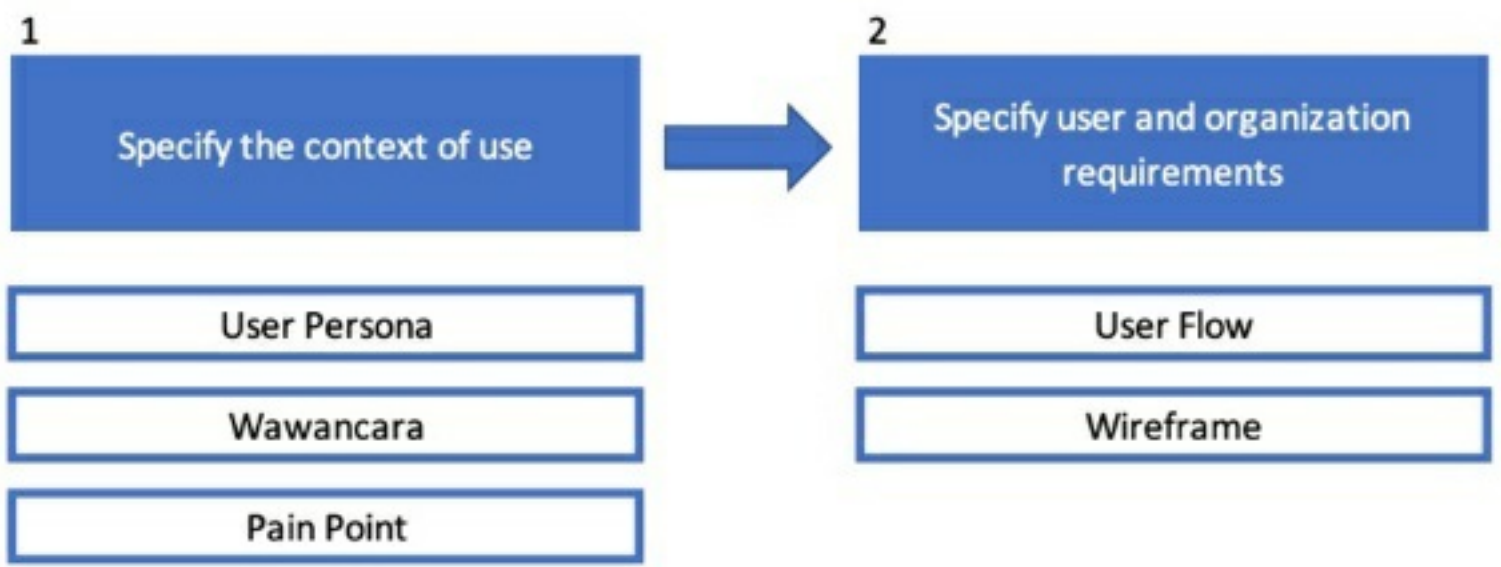 1
Specify the context of use
User Persona
Wawancara
Pain Point
2
Specify user and organization
requirements
User Flow
Wireframe